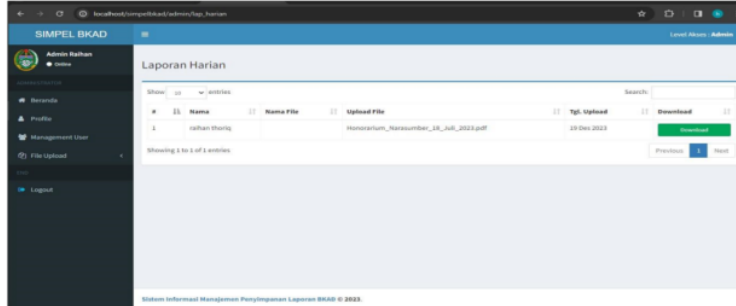 localhost/simpelbkad/admin/lap_harian
SIMPEL BKAD
Level Akses : Admin
Admin Raihan
Online
ADMINISTRATOR
Beranda
Profile
Management User
File Upload
Logout
Laporan Harian
Show 10 entries
Search:
# Nama Nama File Upload File Tgl. Upload Download
1 raihan thoriq Honorarium_Narasumber_18_Juli_2023.pdf 19 Dec 2023 Download
Showing 1 to 1 of 1 entries
Previous 1 Next
Sistem Informasi Manajemen Penyimpanan Laporan BKAD © 2023.